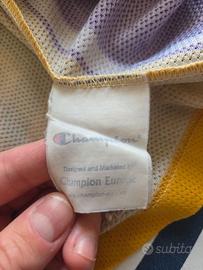 Champion
Designed and Marketed by
Champion Europe
subito